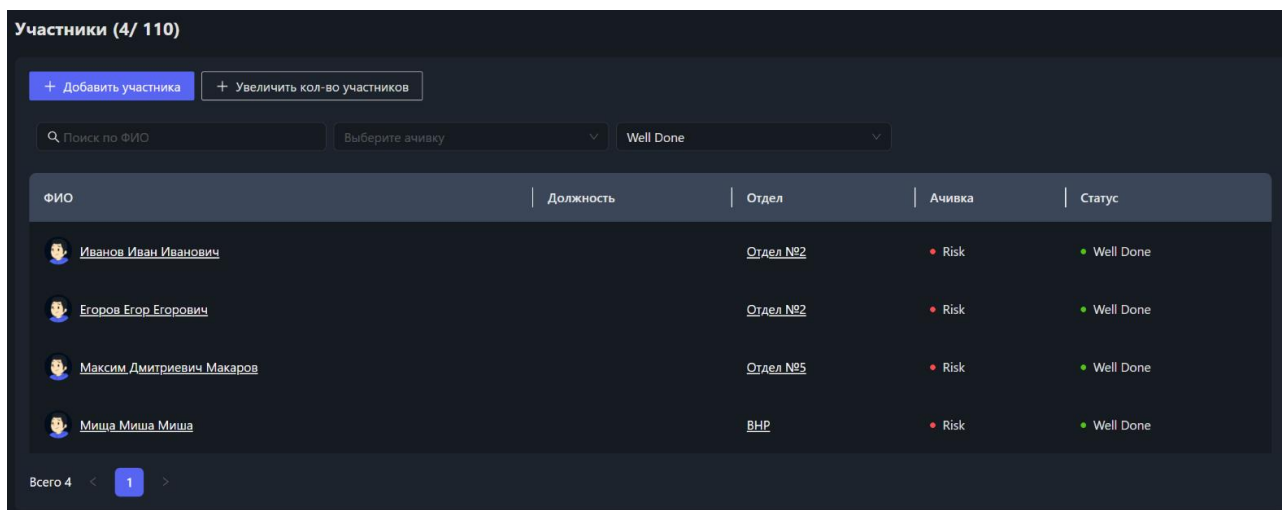 Участники (4/ 110)
+ Добавить участника + Увеличить кол-во участников
Поиск по ФИО Выберите ачивку Well Done
ФИО Должность Отдел Ачивка Статус
Иванов Иван Иванович Отдел №2 Risk Well Done
Егоров Егор Егорович Отдел №2 Risk Well Done
Максим Дмитриевич Макаров Отдел №5 Risk Well Done
Мища Миша Миша ВНР Risk Well Done
Всего 4 < 1 >